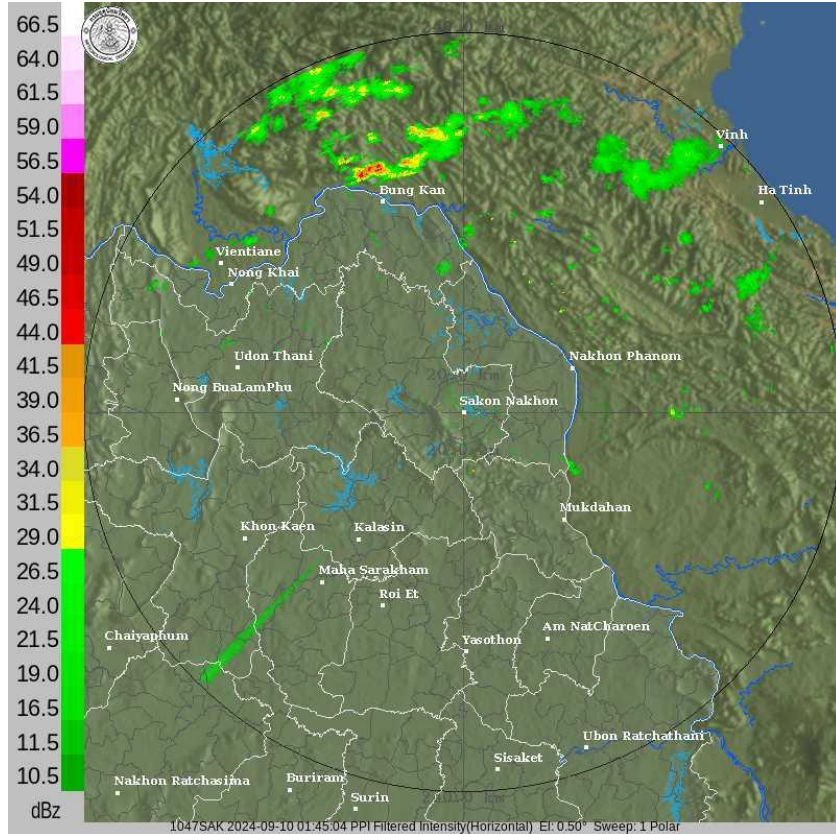 66.5
64.0
61.5
59.0
56.5
54.0
51.5
49.0
46.5
44.0
41.5
39.0
36.5
34.0
31.5
29.0
26.5
24.0
21.5
19.0
16.5
11.5
10.5
dBz
Vinh
Ha Tinh
Bung Kan
Vientiane
Nong Khai
Udon Thani
Nakhon Phanom
Nong BuaLamPhu
Sakon Nakhon
Mukdahan
Khon Kaen
Kalasin
Maha Sarakham
Roi Et
Chaiyaphum
Yasothon
Am NatCharoen
Ubon Ratchathani
Sisaket
Nakhon Ratchasima
Buriram
Surin
1047SAK 2024-09-10 01:45:04 PPI Filtered Intensity(Horizontal) El: 0.50° Sweep: 1 Polar